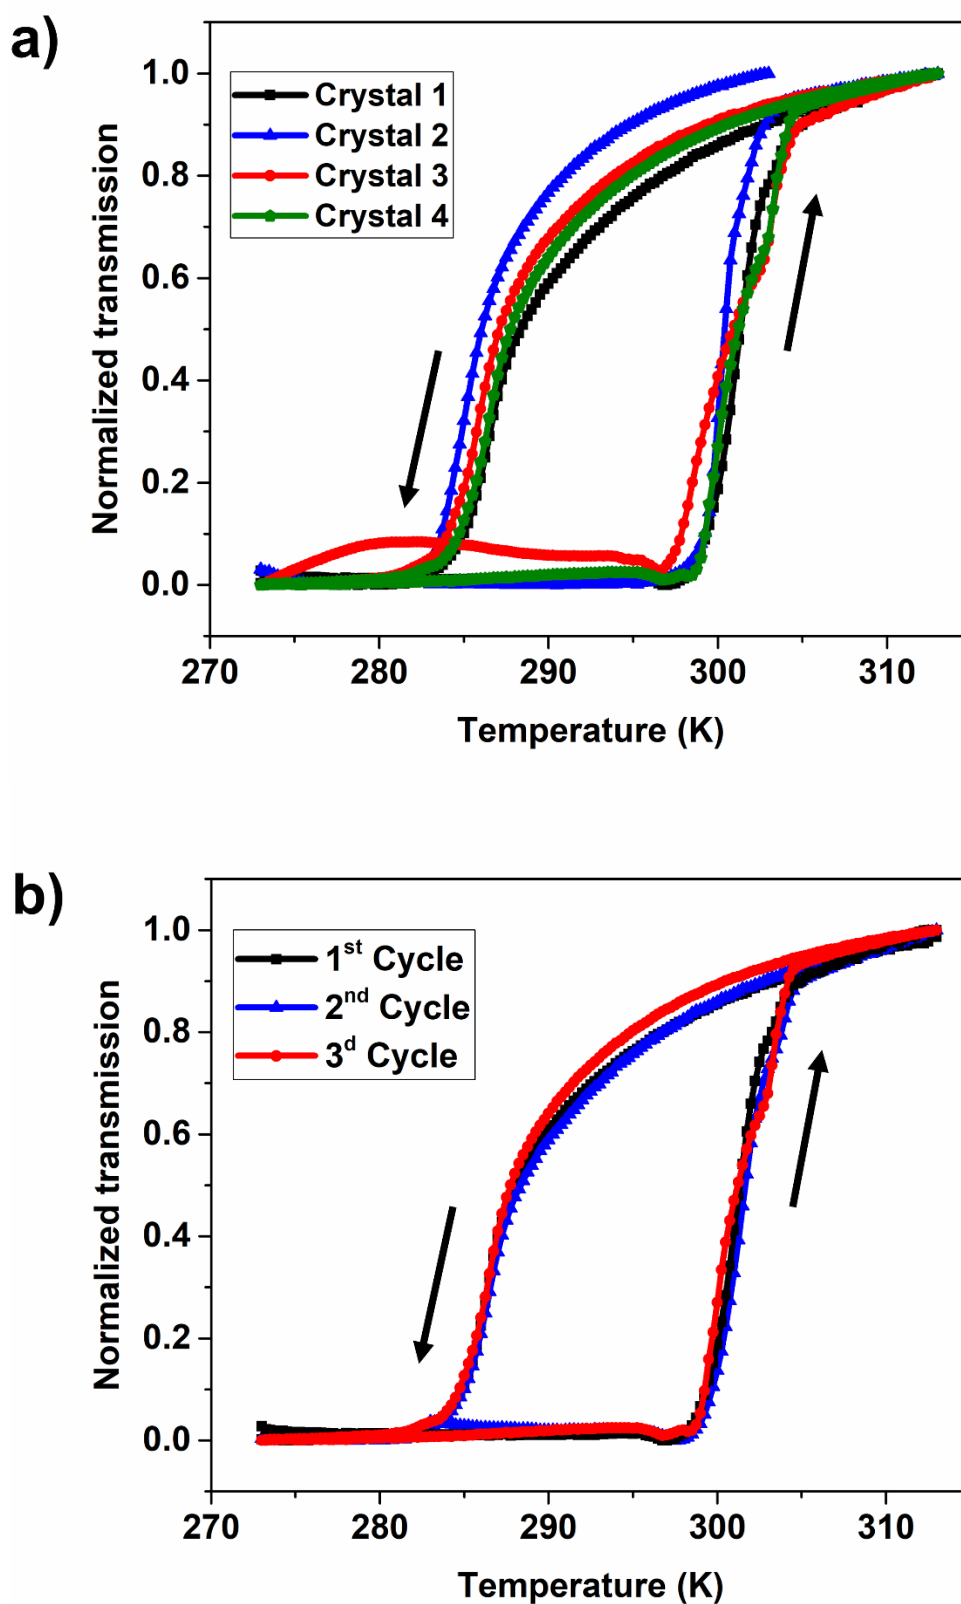 a)
Normalized transmission
1.0
0.8
0.6
0.4
0.2
0.0
Crystal 1
Crystal 2
Crystal 3
Crystal 4
270 280 290 300 310
Temperature (K)
b)
Normalized transmission
1.0
0.8
0.6
0.4
0.2
0.0
1st Cycle
2nd Cycle
3d Cycle
270 280 290 300 310
Temperature (K)